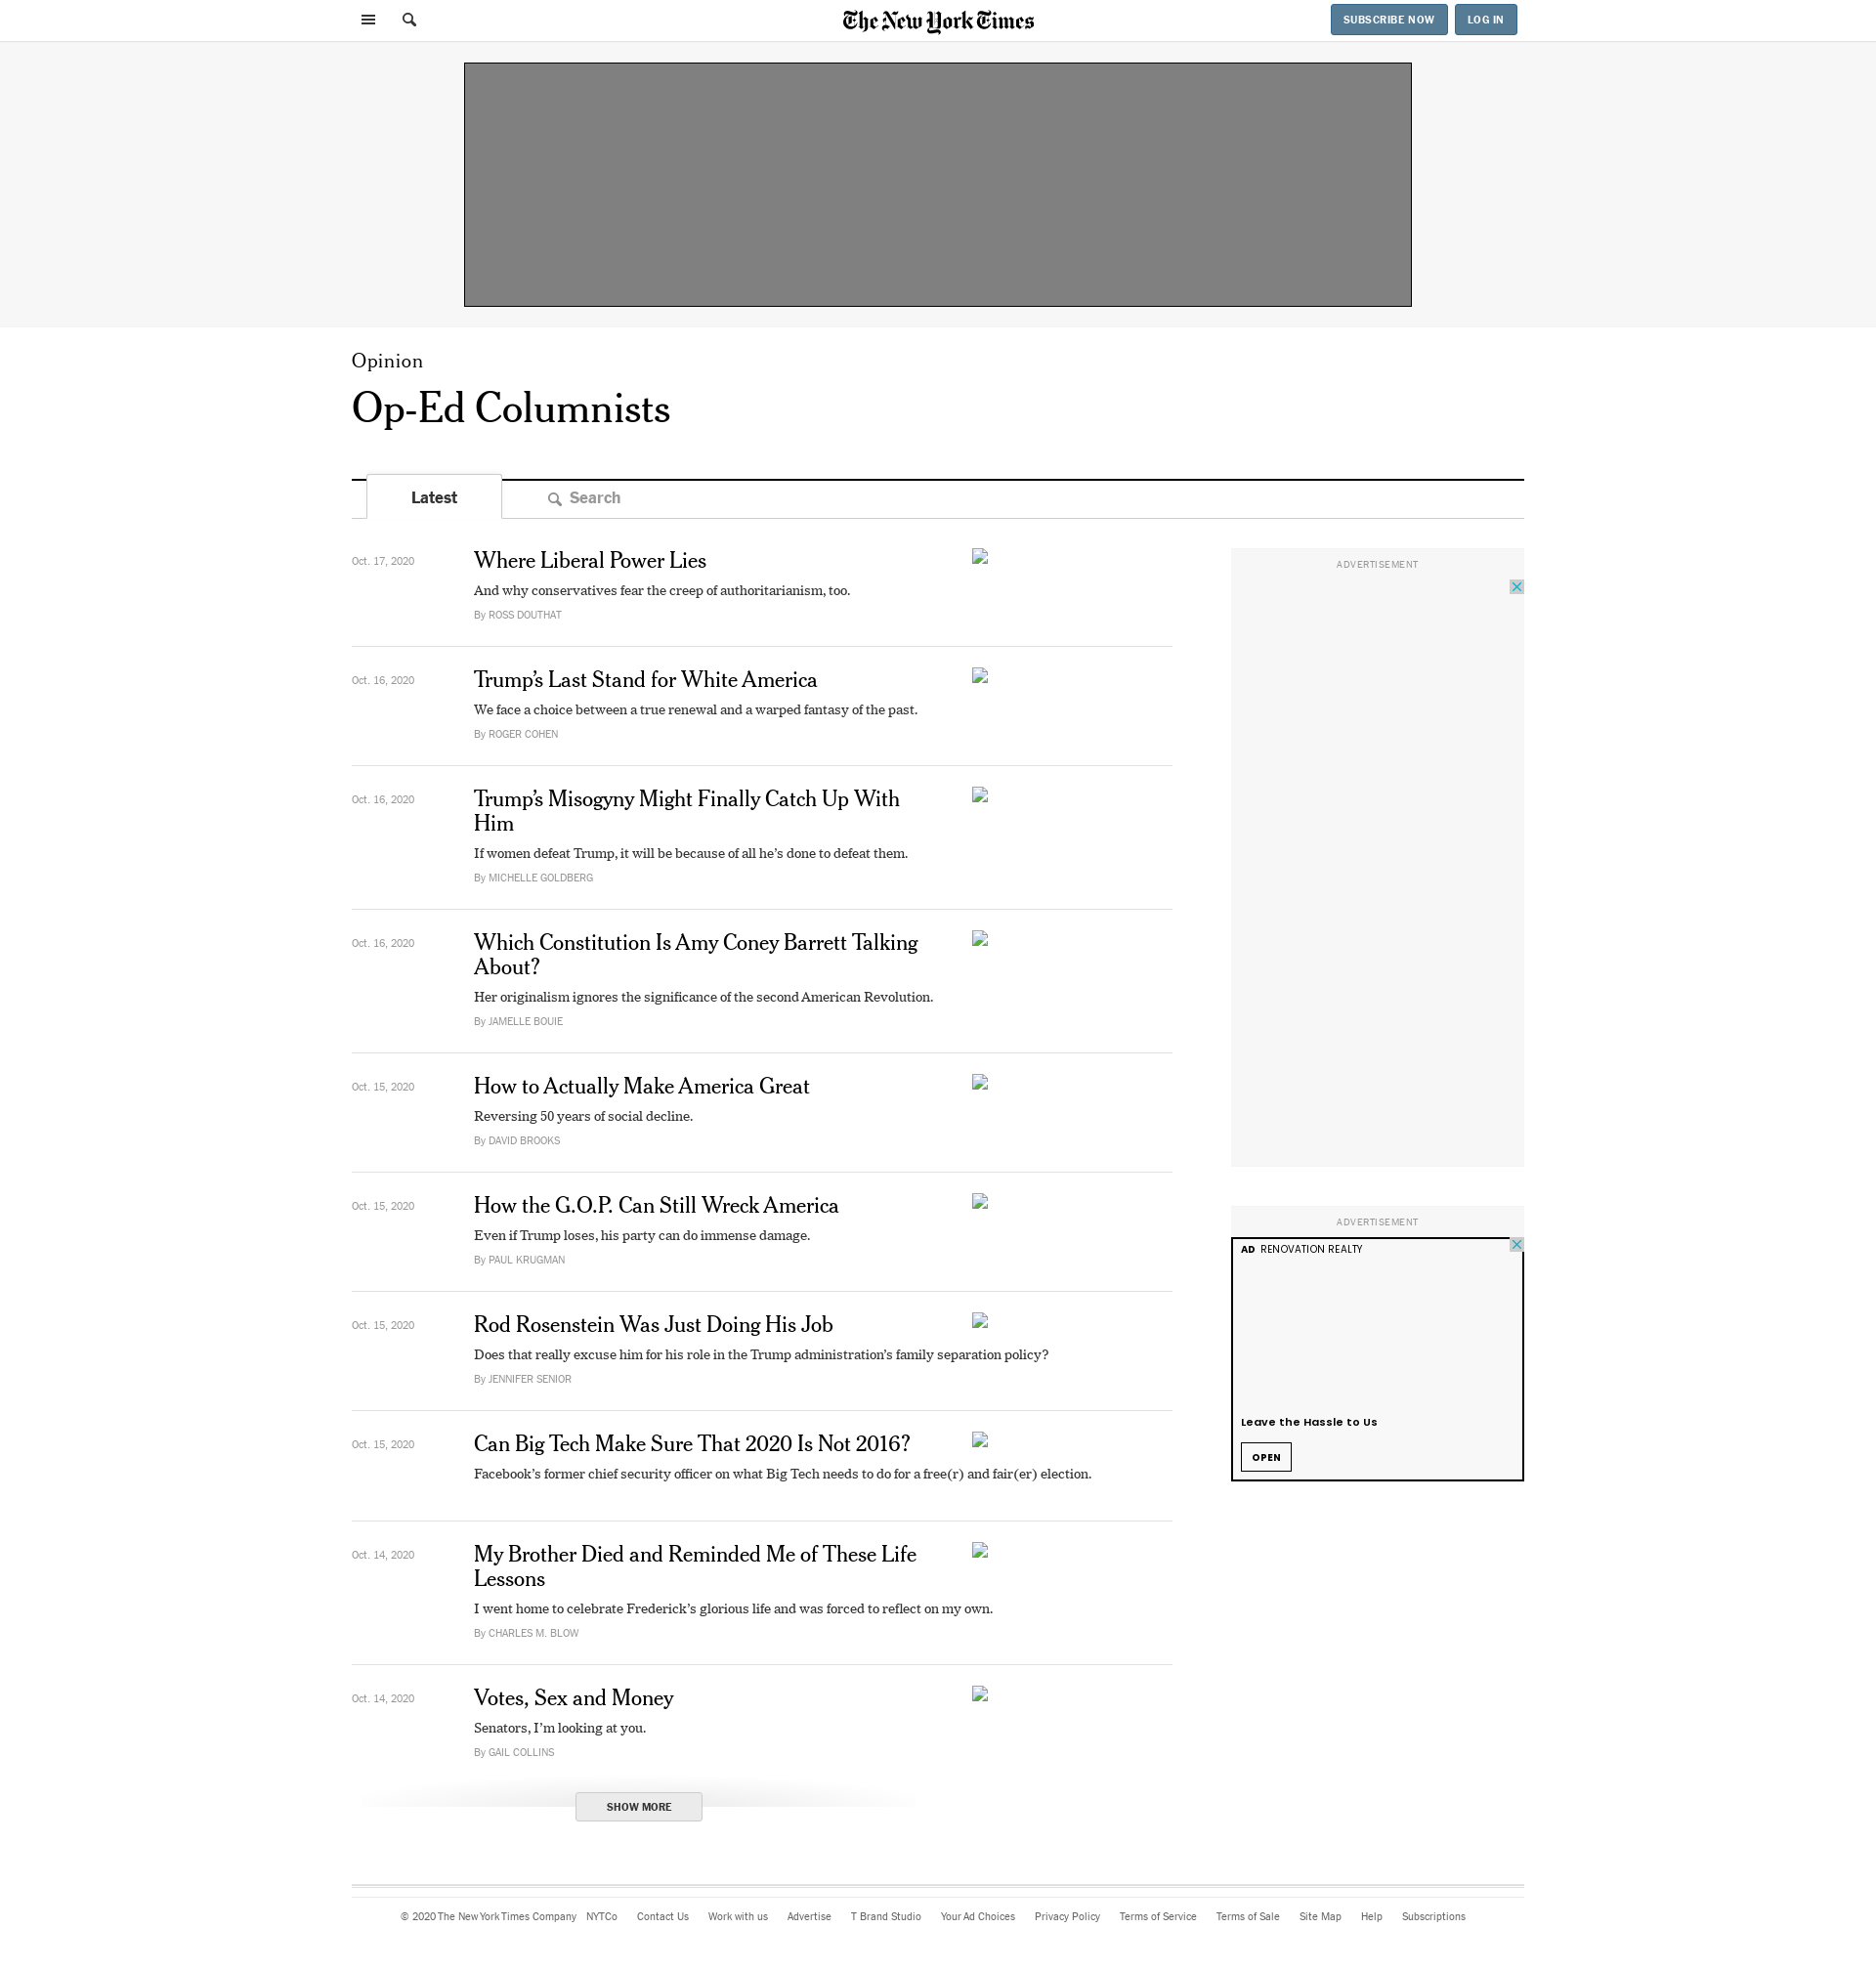 The New York Times
SUBSCRIBE NOW
LOG IN
Opinion
Op-Ed Columnists
Latest
Search
Oct. 17, 2020
Where Liberal Power Lies
And why conservatives fear the creep of authoritarianism, too.
By ROSS DOUTHAT
Oct. 16, 2020
Trump’s Last Stand for White America
We face a choice between a true renewal and a warped fantasy of the past.
By ROGER COHEN
Oct. 16, 2020
Trump’s Misogyny Might Finally Catch Up With
Him
If women defeat Trump, it will be because of all he’s done to defeat them.
By MICHELLE GOLDBERG
Oct. 16, 2020
Which Constitution Is Amy Coney Barrett Talking
About?
Her originalism ignores the significance of the second American Revolution.
By JAMELLE BOUIE
Oct. 15, 2020
How to Actually Make America Great
Reversing 50 years of social decline.
By DAVID BROOKS
Oct. 15, 2020
How the G.O.P. Can Still Wreck America
Even if Trump loses, his party can do immense damage.
By PAUL KRUGMAN
Oct. 15, 2020
Rod Rosenstein Was Just Doing His Job
Does that really excuse him for his role in the Trump administration’s family separation policy?
By JENNIFER SENIOR
Oct. 15, 2020
Can Big Tech Make Sure That 2020 Is Not 2016?
Facebook’s former chief security officer on what Big Tech needs to do for a free(r) and fair(er) election.
Oct. 14, 2020
My Brother Died and Reminded Me of These Life
Lessons
I went home to celebrate Frederick’s glorious life and was forced to reflect on my own.
By CHARLES M. BLOW
Oct. 14, 2020
Votes, Sex and Money
Senators, I’m looking at you.
By GAIL COLLINS
SHOW MORE
ADVERTISEMENT
ADVERTISEMENT
AD RENOVATION REALTY
Leave the Hassle to Us
OPEN
© 2020 The New York Times Company NYTCo Contact Us Work with us Advertise T Brand Studio Your Ad Choices Privacy Policy Terms of Service Terms of Sale Site Map Help Subscriptions